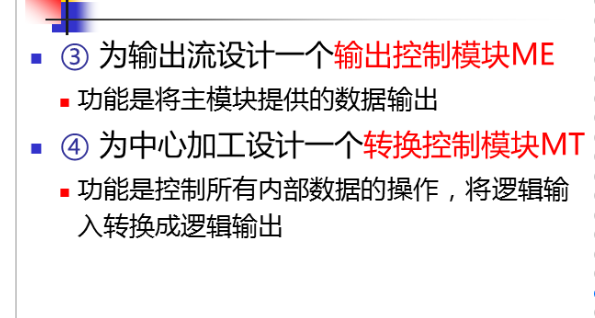 ③ 为输出流设计一个输出控制模块ME
功能是将主模块提供的数据输出
④ 为中心加工设计一个转换控制模块MT
功能是控制所有内部数据的操作，将逻辑输
入转换成逻辑输出